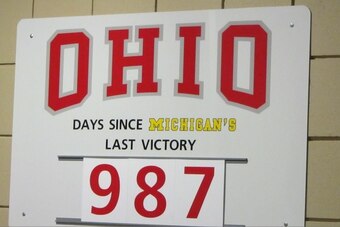 OHIO
DAYS SINCE MICHIGAN'S
LAST VICTORY
987